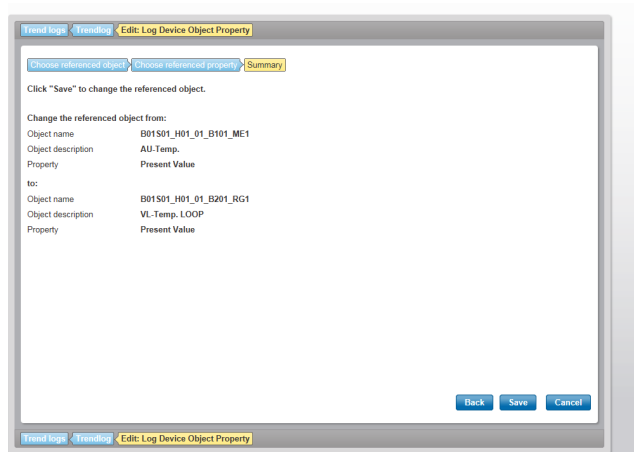 Trend logs Trendlog Edit: Log Device Object Property
Choose referenced object Choose referenced property Summary
Click "Save" to change the referenced object.
Change the referenced object from:
Object name B01S01_H01_01_B101_ME1
Object description AU-Temp.
Property Present Value
to:
Object name B01S01_H01_01_B201_RG1
Object description VL-Temp. LOOP
Property Present Value
Back Save Cancel
Trend logs Trendlog Edit: Log Device Object Property